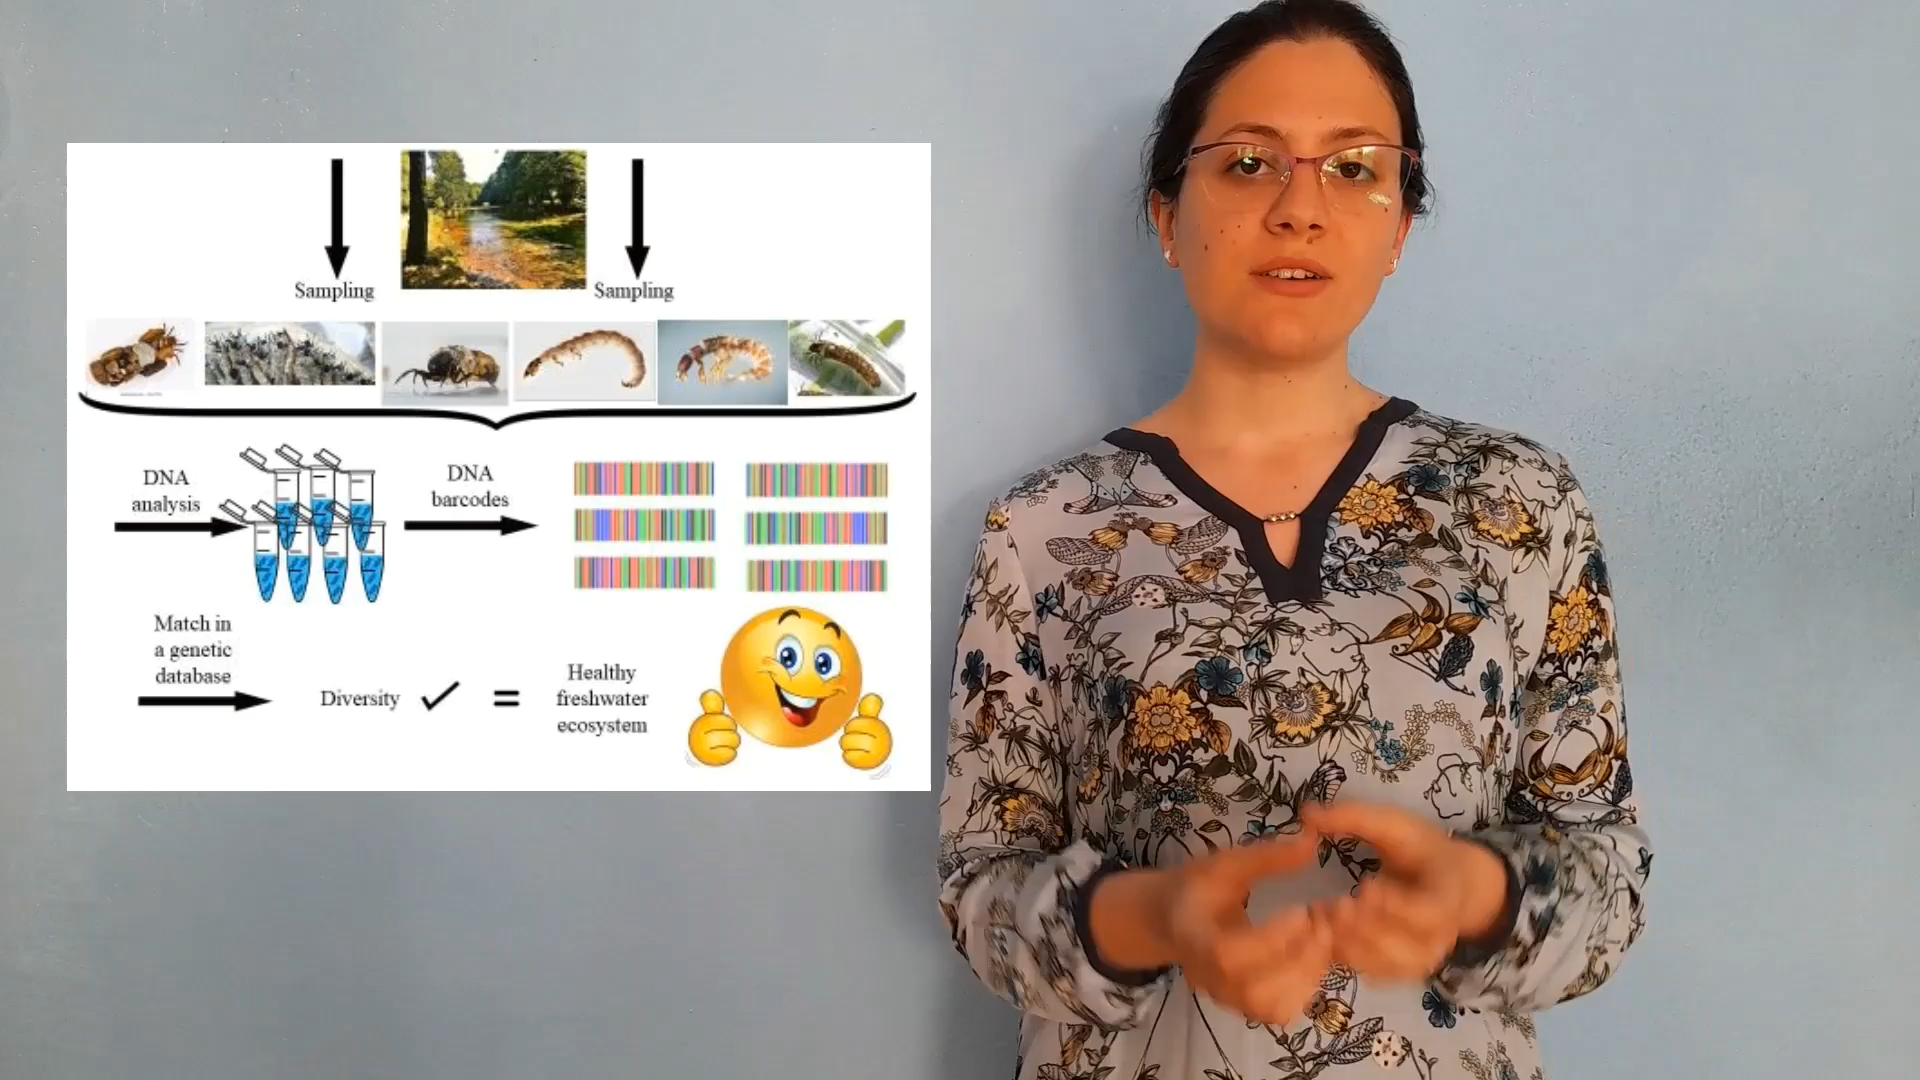 Sampling
Sampling
DNA
analysis
DNA
barcodes
Match in
a genetic
database
Diversity
=
Healthy
freshwater
ecosystem